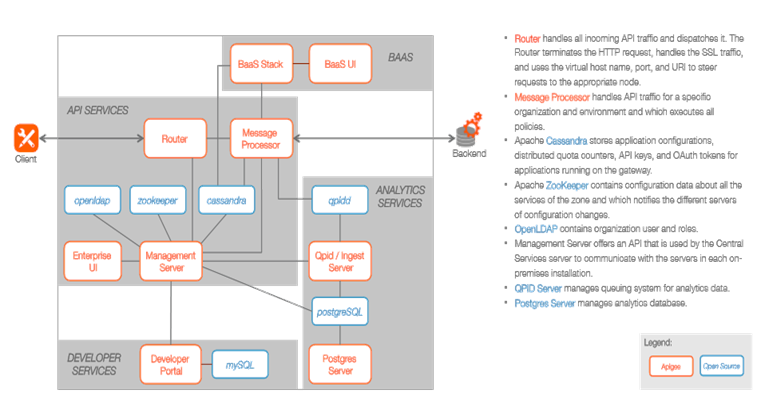 BaaS Stack
BaaS UI
BAAS
API SERVICES
Router
Message
Processor
Client
Backend
openldap
zookeeper
cassandra
qpidd
ANALYTICS
SERVICES
Enterprise
UI
Management
Server
Qpid / Ingest
Server
postgreSQL
DEVELOPER
SERVICES
Developer
Portal
mySQL
Postgres
Server
• Router handles all incoming API traffic and dispatches it. The
Router terminates the HTTP request, handles the SSL traffic,
and uses the virtual host name, port, and URI to steer
requests to the appropriate node.
• Message Processor handles API traffic for a specific
organization and environment and which executes all
policies.
• Apache Cassandra stores application configurations,
distributed quota counters, API keys, and OAuth tokens for
applications running on the gateway.
• Apache ZooKeeper contains configuration data about all the
services of the zone and which notifies the different servers
of configuration changes.
• OpenLDAP contains organization user and roles.
• Management Server offers an API that is used by the Central
Services server to communicate with the servers in each on-
premises installation.
• QPID Server manages queuing system for analytics data.
• Postgres Server manages analytics database.
Legend:
Apigee
Open Source